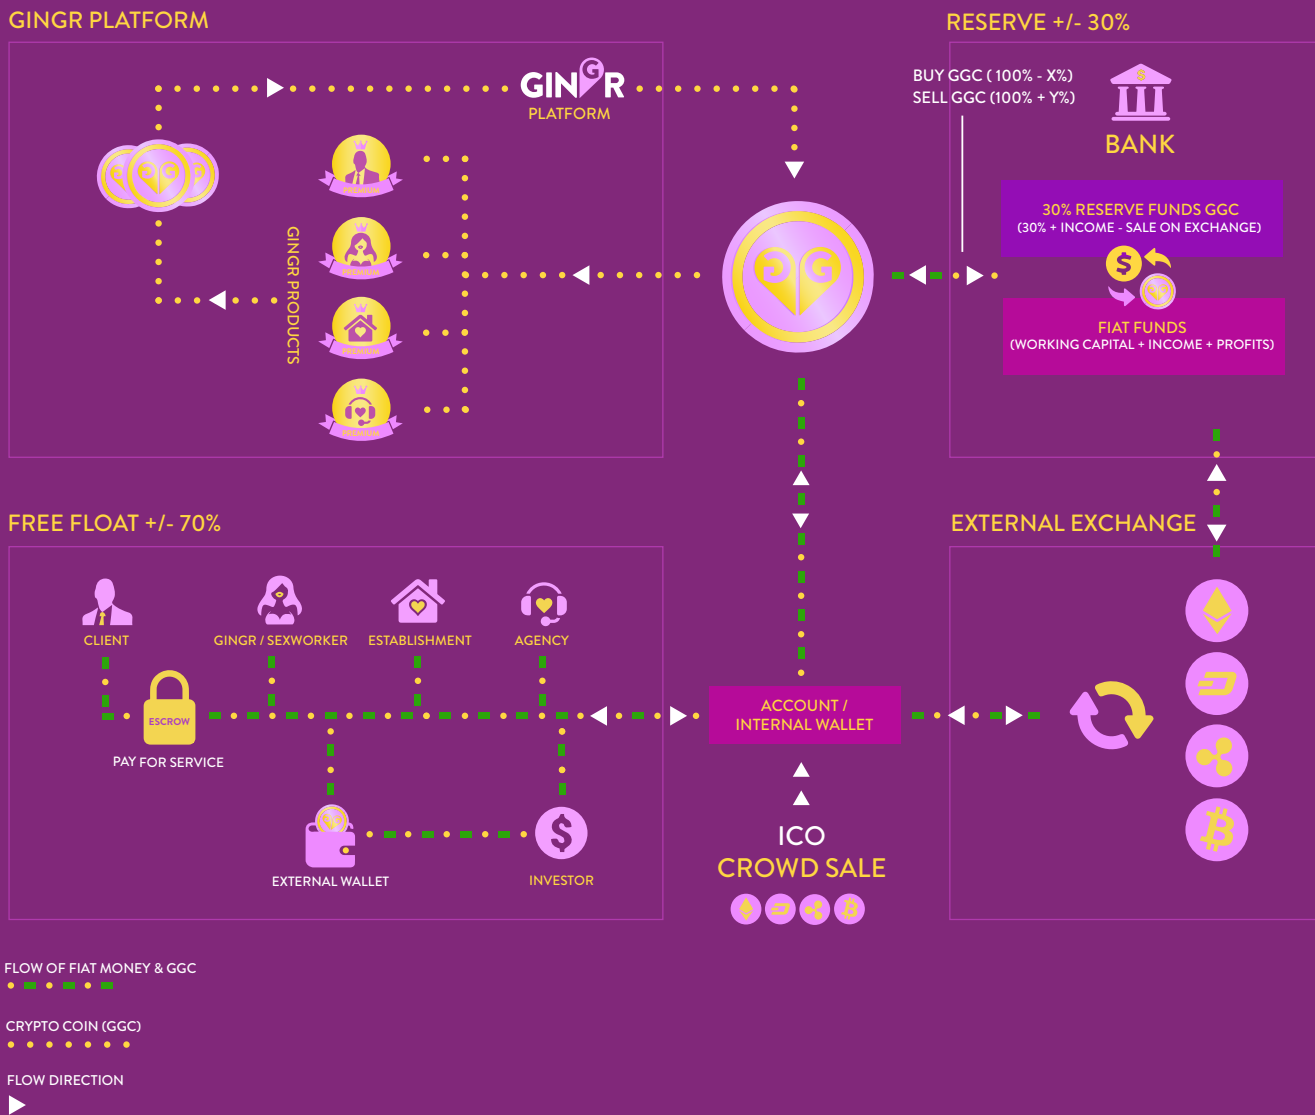 GINGR PLATFORM
GINGR
PLATFORM
PREMIUM
PREMIUM
PREMIUM
PREMIUM
GINGR PRODUCTS
RESERVE +/- 30%
BUY GGC ( 100% - X%)
SELL GGC (100% + Y%)
BANK
30% RESERVE FUNDS GGC
(30% + INCOME - SALE ON EXCHANGE)
FIAT FUNDS
(WORKING CAPITAL + INCOME + PROFITS)
FREE FLOAT +/- 70%
CLIENT
GINGR / SEXWORKER
ESTABLISHMENT
AGENCY
ESCROW
PAY FOR SERVICE
EXTERNAL WALLET
INVESTOR
ACCOUNT /
INTERNAL WALLET
ICO
CROWD SALE
EXTERNAL EXCHANGE
FLOW OF FIAT MONEY & GGC
CRYPTO COIN (GGC)
FLOW DIRECTION